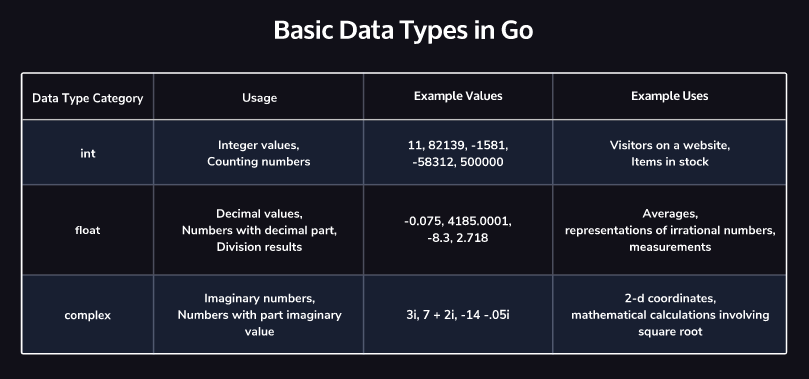 Basic Data Types in Go
Data Type Category
Usage
Example Values
Example Uses
int
Integer values,
Counting numbers
11, 82139, -1581,
-58312, 500000
Visitors on a website,
Items in stock
float
Decimal values,
Numbers with decimal part,
Division results
-0.075, 4185.0001,
-8.3, 2.718
Averages,
representations of irrational numbers,
measurements
complex
Imaginary numbers,
Numbers with part imaginary
value
3i, 7 + 2i, -14 -.05i
2-d coordinates,
mathematical calculations involving
square root